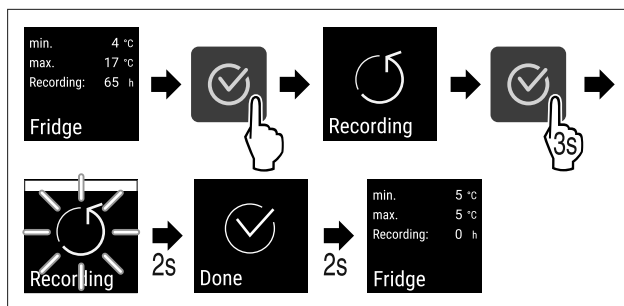 min. 4 °C
max. 17 °C
Recording: 65 h
Fridge
Recording
3s
Recording
2s
Done
2s
min. 5 °C
max. 5 °C
Recording: 0 h
Fridge